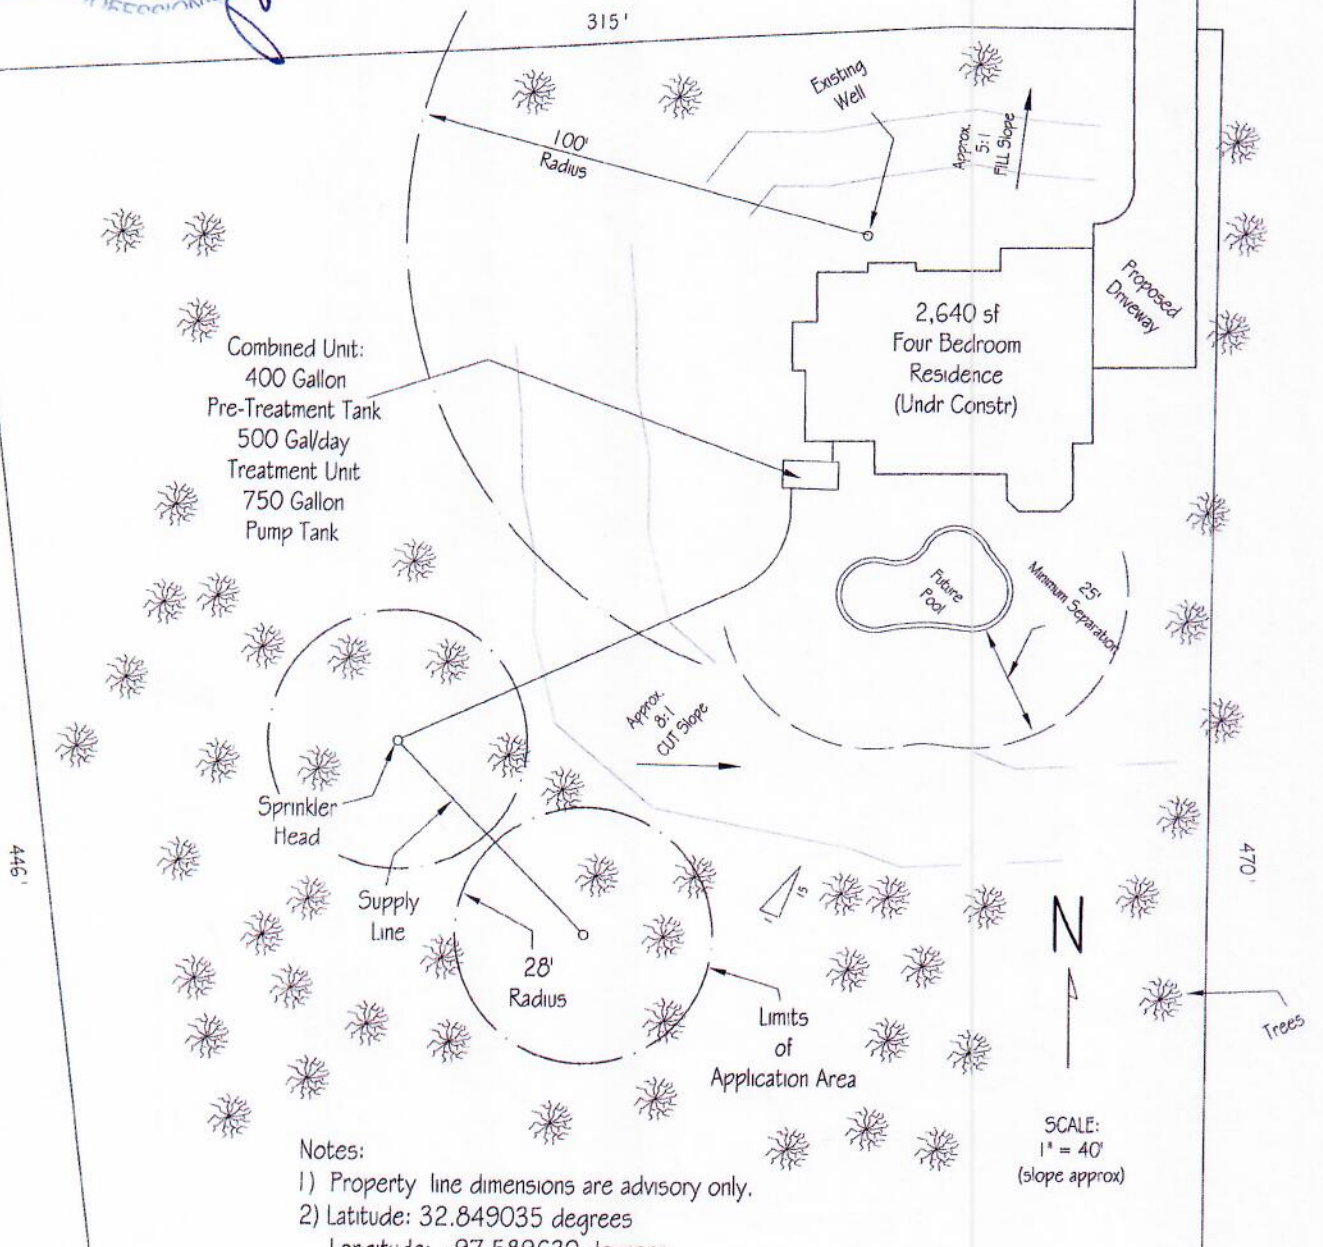 315'
Existing
Well
100'
Radius
Approx.
5:1
FILL Slope
Proposed
Driveway
2,640 sf
Four Bedroom
Residence
(Undr Constr)
Combined Unit:
400 Gallon
Pre-Treatment Tank
500 Gal/day
Treatment Unit
750 Gallon
Pump Tank
Future
Pool
25'
Minimum Separation
Approx.
8:1
CUT Slope
Sprinkler
Head
446'
470'
Supply
Line
15
1
N
28'
Radius
Limits
of
Application Area
Trees
SCALE:
1" = 40'
(slope approx)
Notes:
1) Property line dimensions are advisory only.
2) Latitude: 32.849035 degrees